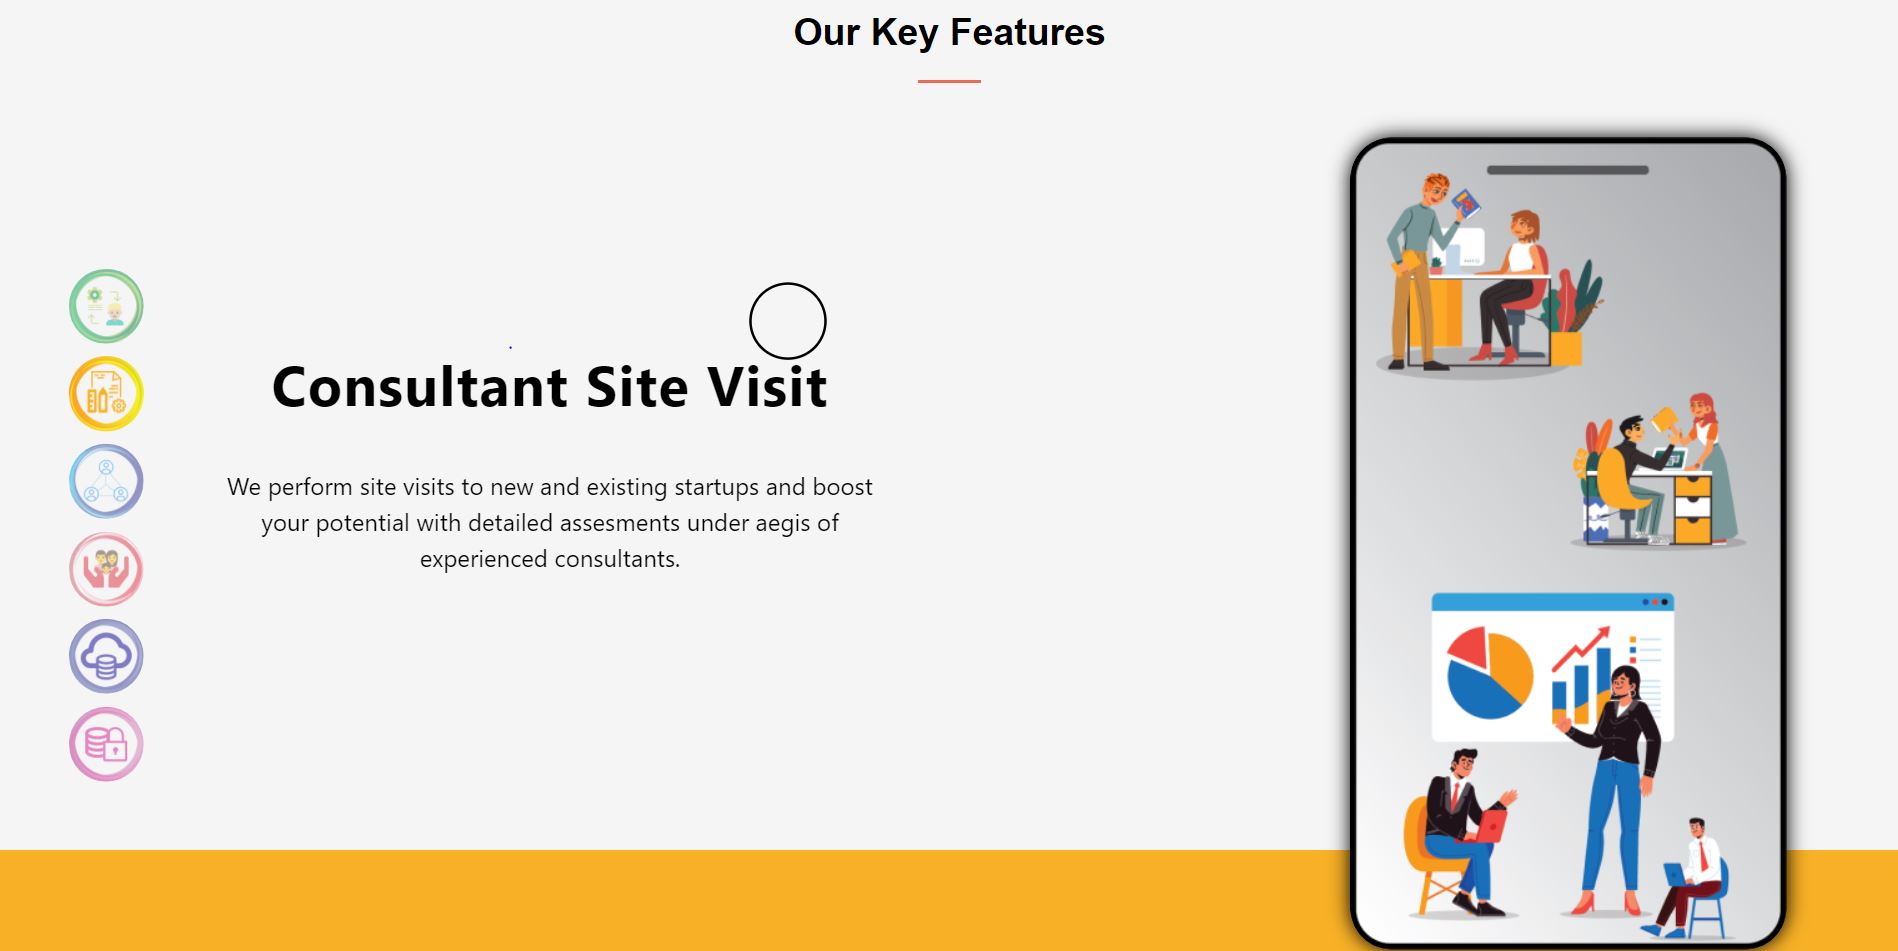 Our Key Features
Consultant Site Visit
We perform site visits to new and existing startups and boost
your potential with detailed assesments under aegis of
experienced consultants.